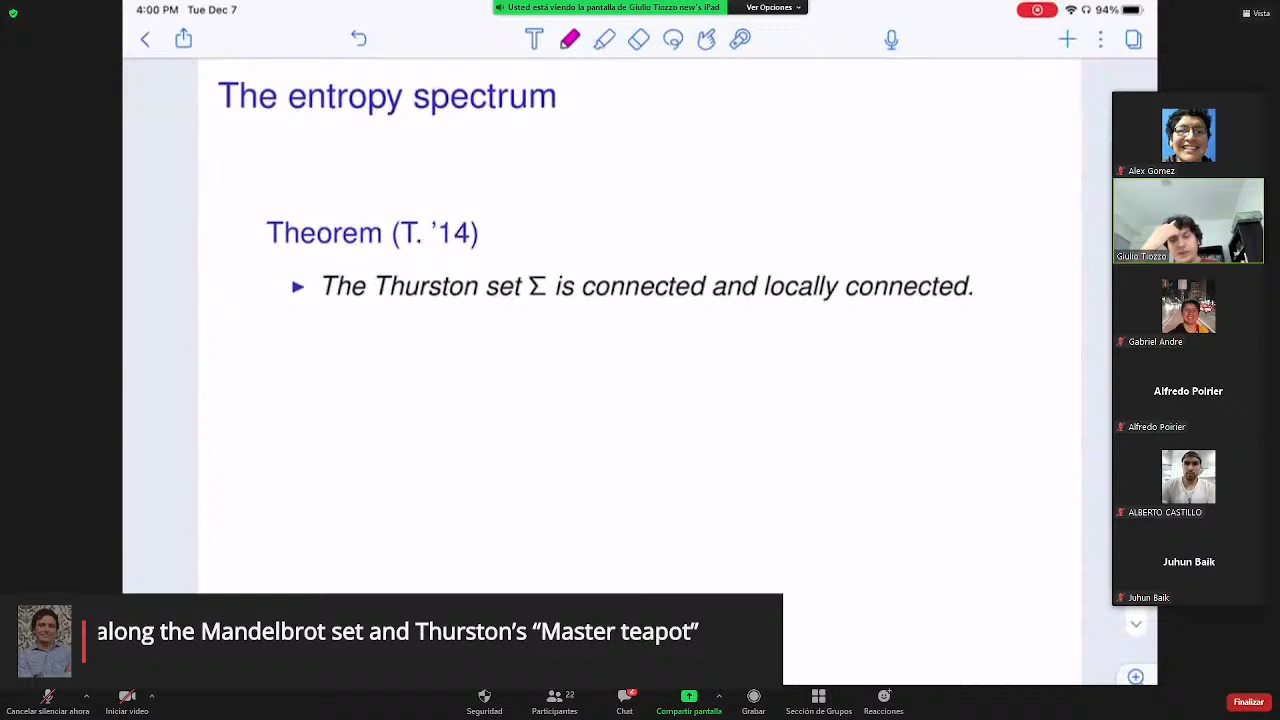 4:00 PM Tue Dec 7
Usted está viendo la pantalla de Giulio Tiozzo new's iPad
Ver Opciones
94%
Vista
The entropy spectrum
Theorem (T. '14)
▶ The Thurston set Σ is connected and locally connected.
Alex Gomez
Giulio Tiozzo
Gabriel Andre
Alfredo Poirier
Alfredo Poirier
ALBERTO CASTILLO
Juhun Baik
Juhun Baik
along the Mandelbrot set and Thurston's "Master teapot"
Cancelar silenciar ahora
Iniciar video
Seguridad
22
Participantes
2
Chat
Compartir pantalla
Grabar
Sección de Grupos
Reacciones
Finalizar